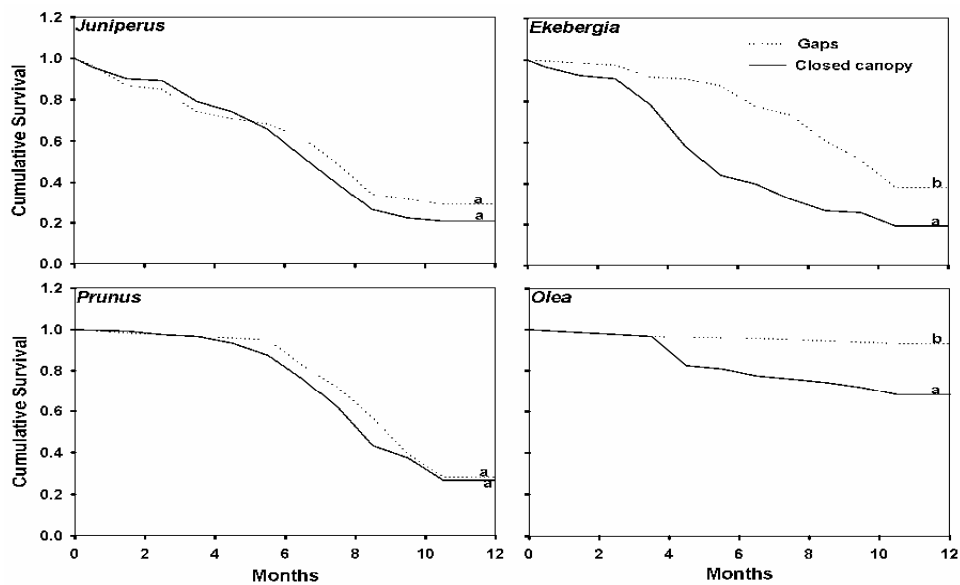 Juniperus
Ekebergia
1.2
1.0
0.8
0.6
0.4
0.2
0.0
Cumulative Survival
a
a
Gaps
Closed canopy
b
a
Prunus
Olea
1.2
1.0
0.8
0.6
0.4
0.2
0.0
Cumulative Survival
a
a
b
a
0 2 4 6 8 10 12
0 2 4 6 8 10 12
Months
Months